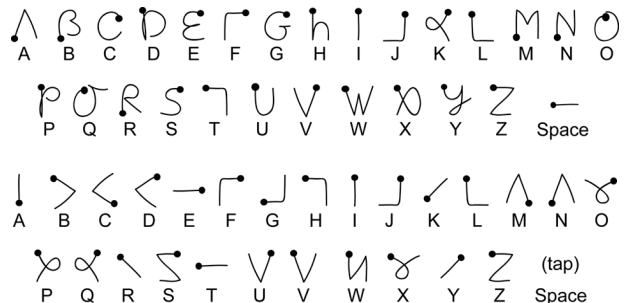 A B C D E F G H I J K L M N O
P Q R S T U V W X Y Z Space
A B C D E F G H I J K L M N O
(tap)
P Q R S T U V W X Y Z Space